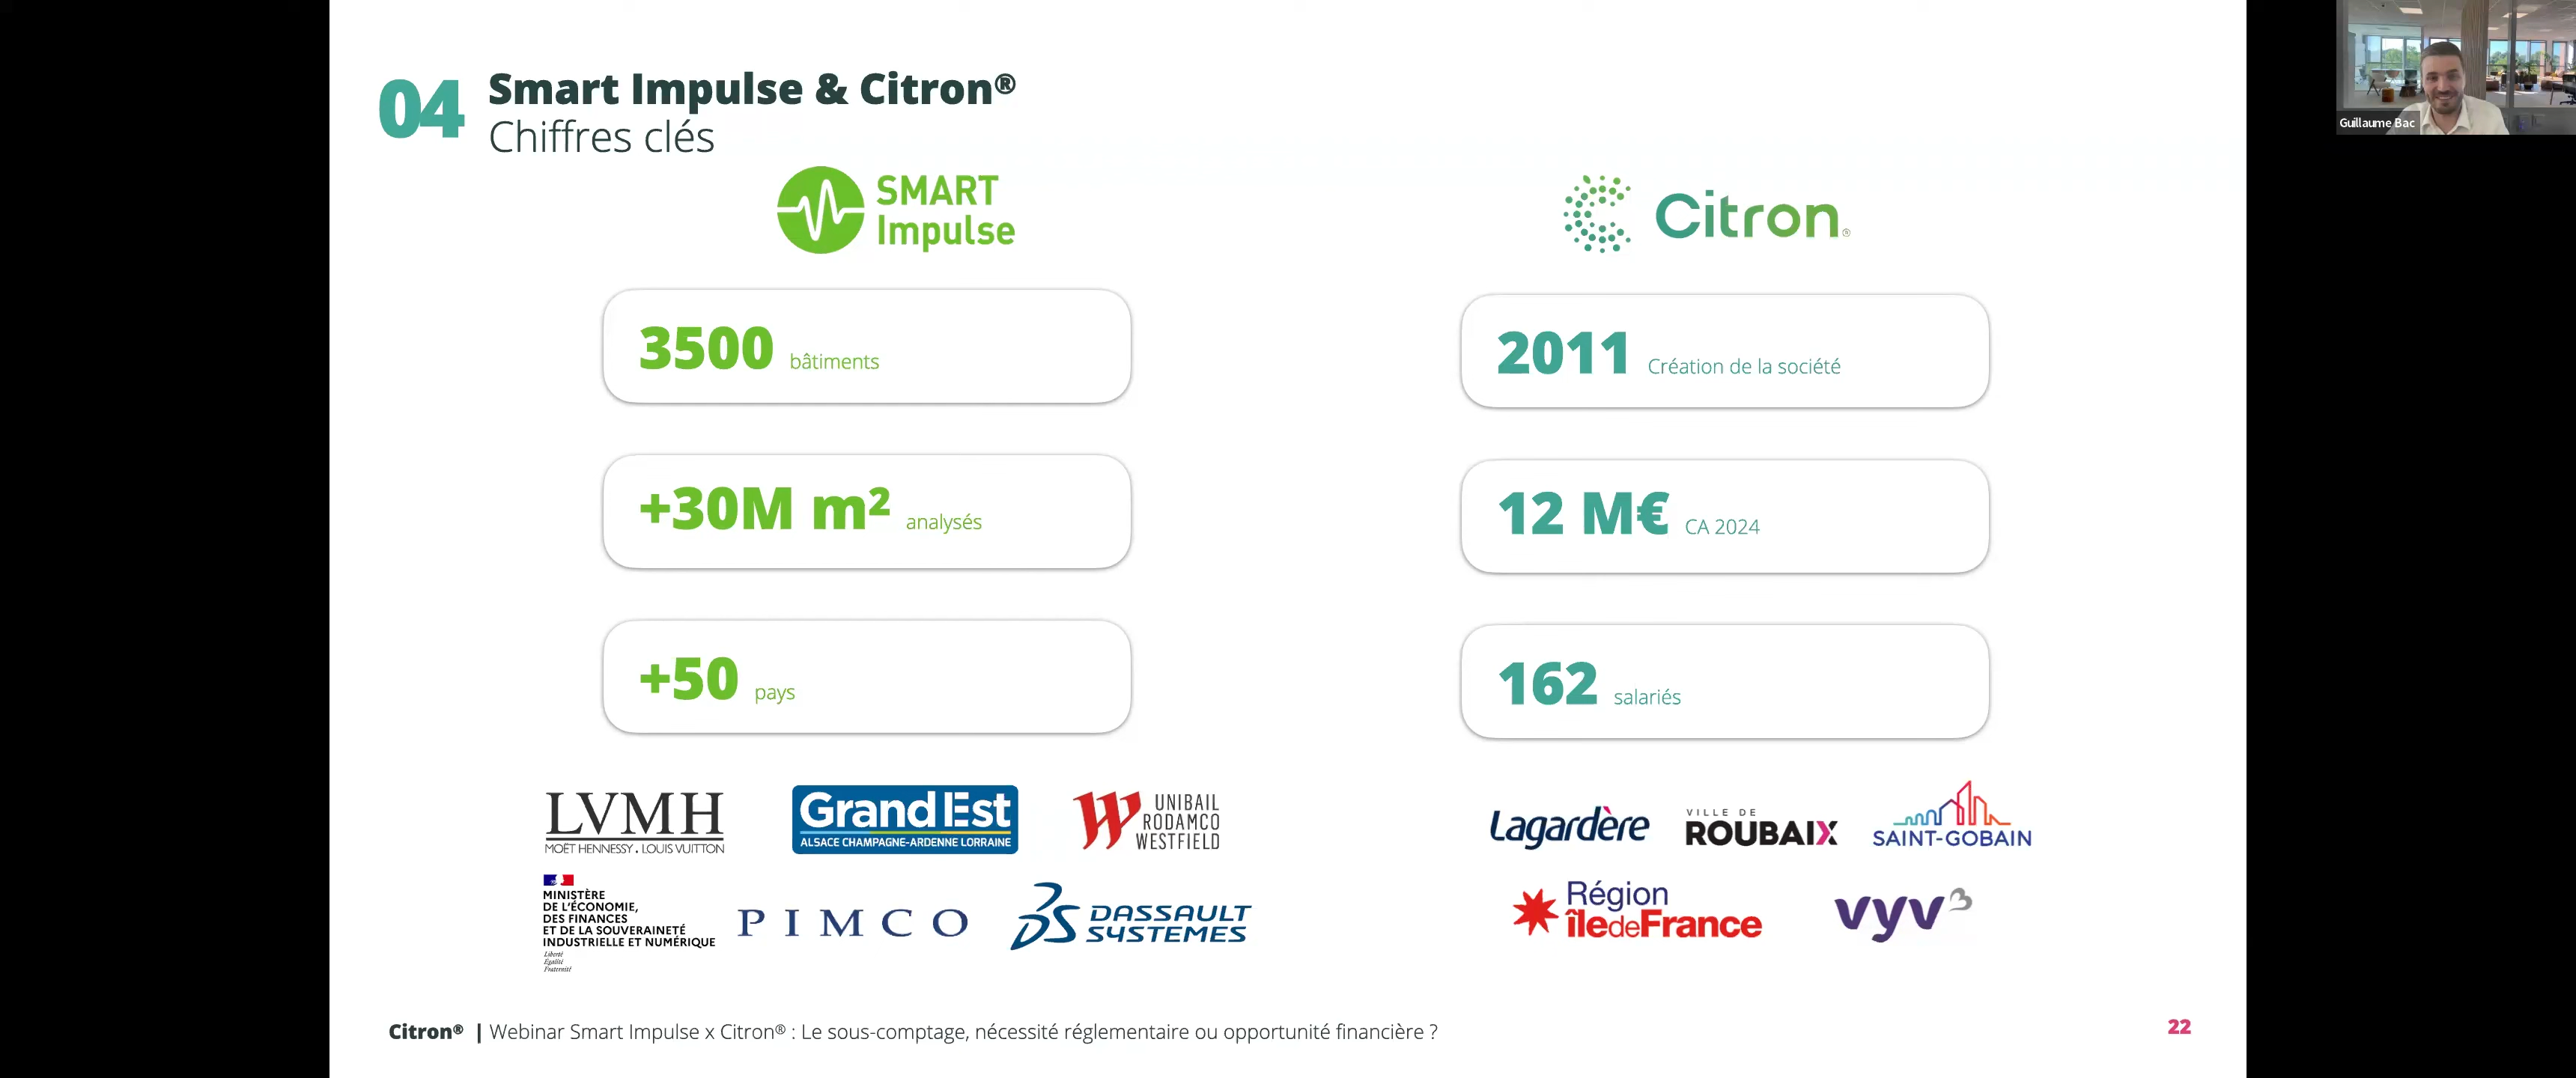 04
Smart Impulse & Citron®
Chiffres clés
Guillaume Bac
SMART
Impulse
3500 bâtiments
+30M m² analysés
+50 pays
LVMH
MOËT HENNESSY . LOUIS VUITTON
Grand Est
ALSACE CHAMPAGNE-ARDENNE LORRAINE
UNIBAIL
RODAMCO
WESTFIELD
MINISTÈRE
DE L'ÉCONOMIE,
DES FINANCES
ET DE LA SOUVERAINETÉ
INDUSTRIELLE ET NUMÉRIQUE
Liberté
Égalité
Fraternité
PIMCO
3DS DASSAULT
SYSTEMES
Citron®
2011 Création de la société
12 M€ CA 2024
162 salariés
Lagardère
VILLE DE
ROUBAIX
SAINT-GOBAIN
Région
îledeFrance
vyv3
Citron® | Webinar Smart Impulse x Citron® : Le sous-comptage, nécessité réglementaire ou opportunité financière ?
22